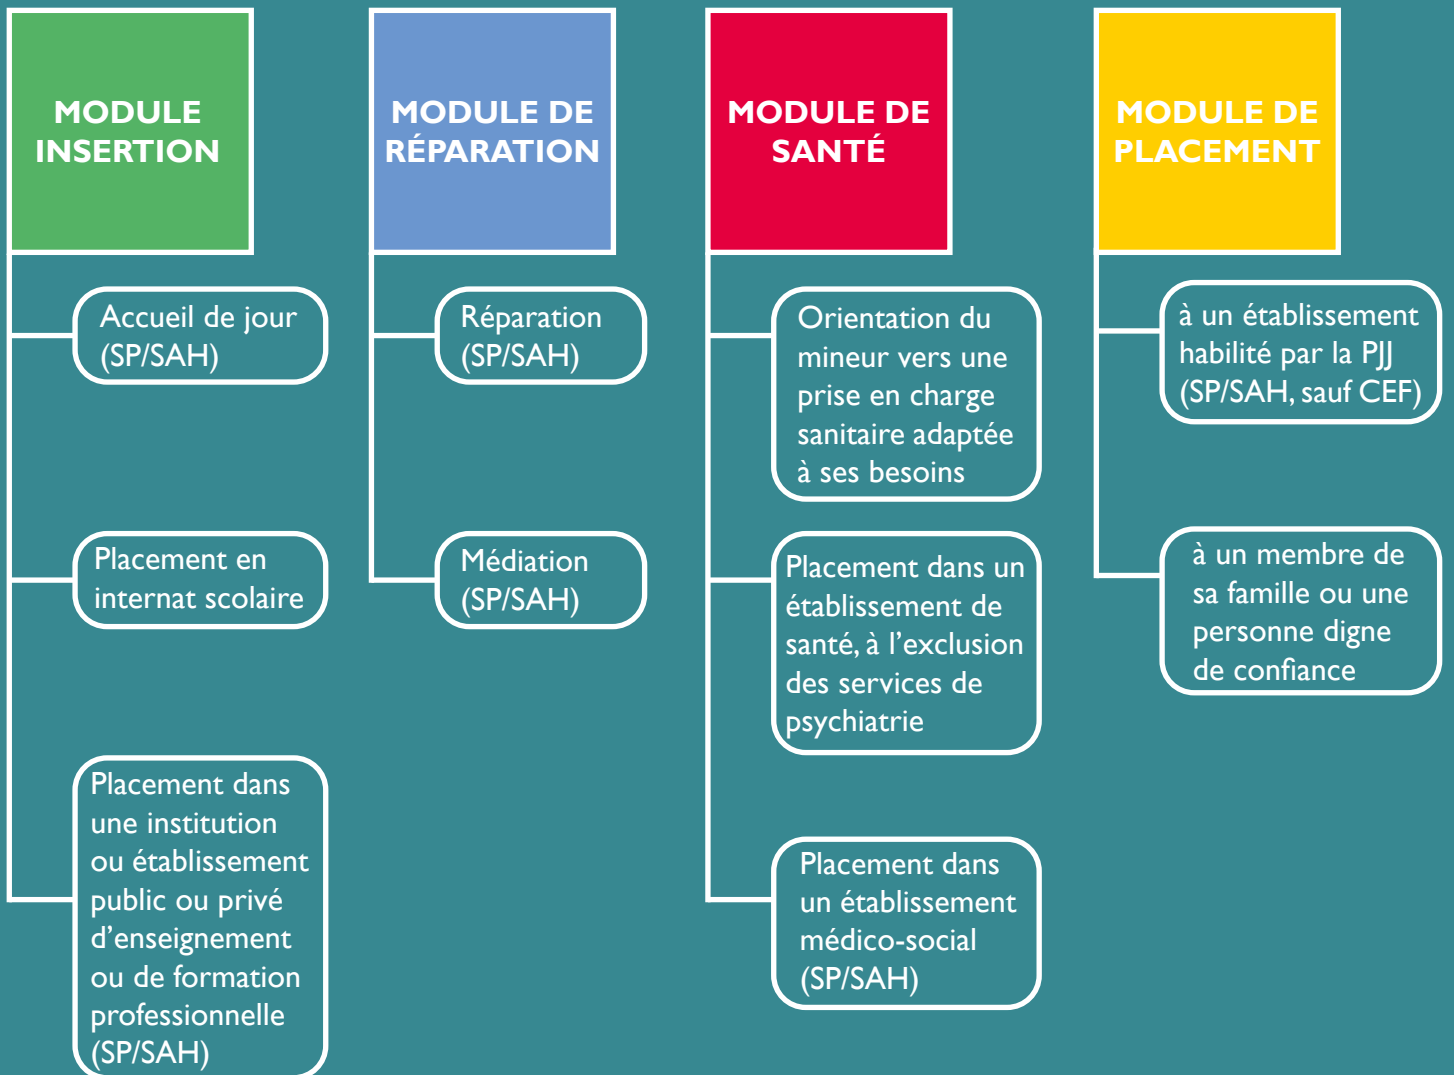 MODULE
INSERTION
Accueil de jour
(SP/SAH)
Placement en
internat scolaire
Placement dans
une institution
ou établissement
public ou privé
d’enseignement
ou de formation
professionnelle
(SP/SAH)
MODULE DE
RÉPARATION
Réparation
(SP/SAH)
Médiation
(SP/SAH)
MODULE DE
SANTÉ
Orientation du
mineur vers une
prise en charge
sanitaire adaptée
à ses besoins
Placement dans un
établissement de
santé, à l’exclusion
des services de
psychiatrie
Placement dans
un établissement
médico-social
(SP/SAH)
MODULE DE
PLACEMENT
à un établissement
habilité par la PJJ
(SP/SAH, sauf CEF)
à un membre de
sa famille ou une
personne digne
de confiance